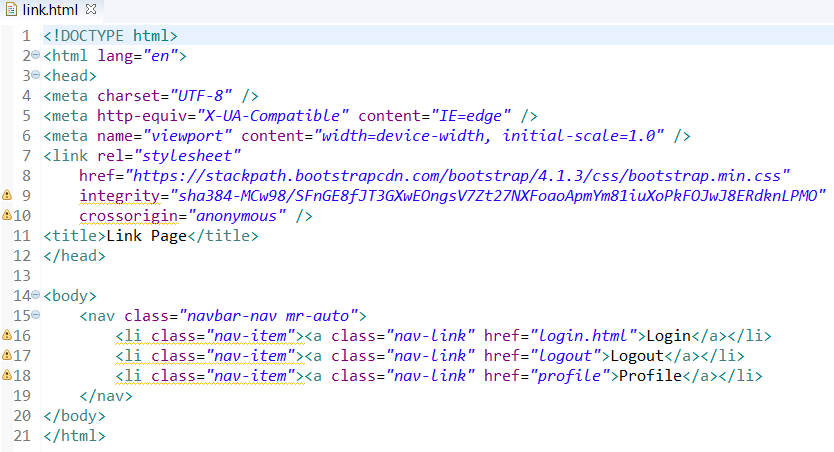 link.html
1 <!DOCTYPE html>
2 <html lang="en">
3 <head>
4 <meta charset="UTF-8" />
5 <meta http-equiv="X-UA-Compatible" content="IE=edge" />
6 <meta name="viewport" content="width=device-width, initial-scale=1.0" />
7 <link rel="stylesheet"
8 href="https://stackpath.bootstrapcdn.com/bootstrap/4.1.3/css/bootstrap.min.css"
9 integrity="sha384-MCw98/SFnGE8fJT3GXwEOngsV7Zt27NXFoaoApmYm81iuXoPkFOJwJ8ERdknLPMO"
10 crossorigin="anonymous" />
11 <title>Link Page</title>
12 </head>
13
14 <body>
15 <nav class="navbar-nav mr-auto">
16 <li class="nav-item"><a class="nav-link" href="login.html">Login</a></li>
17 <li class="nav-item"><a class="nav-link" href="logout">Logout</a></li>
18 <li class="nav-item"><a class="nav-link" href="profile">Profile</a></li>
19 </nav>
20 </body>
21 </html>